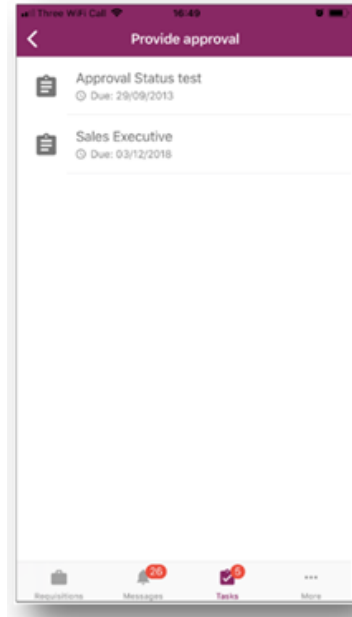 Three WiFi Call 16:49
Provide approval
Approval Status test
Due: 29/09/2013
Sales Executive
Due: 03/12/2018
26 5
Requisitions Messages Tasks More